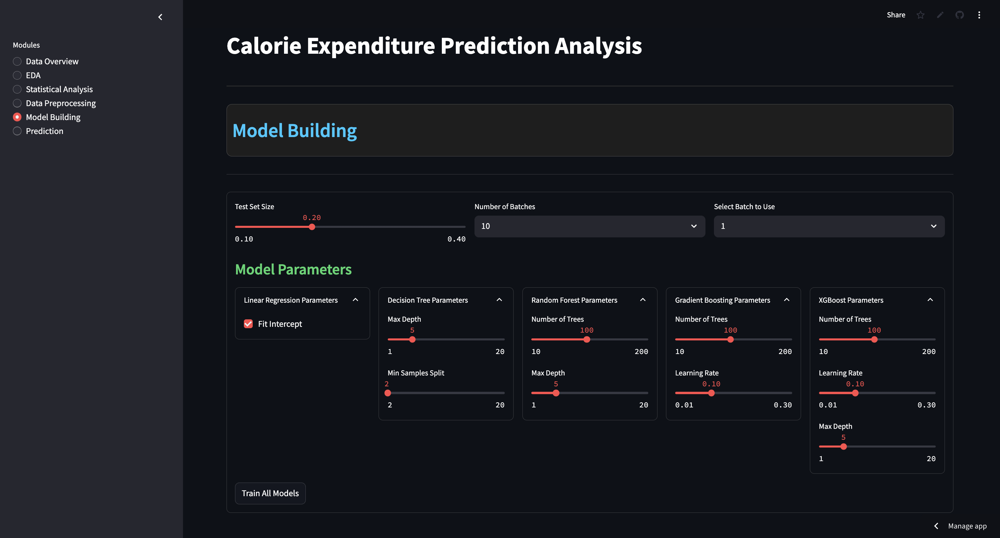 Share
Modules
Data Overview
EDA
Statistical Analysis
Data Preprocessing
Model Building
Prediction
Calorie Expenditure Prediction Analysis
Model Building
Test Set Size
0.20
0.10 0.40
Number of Batches
10
Select Batch to Use
1
Model Parameters
Linear Regression Parameters
Fit Intercept
Decision Tree Parameters
Max Depth
5
1 20
Min Samples Split
2
2 20
Random Forest Parameters
Number of Trees
100
10 200
Max Depth
5
1 20
Gradient Boosting Parameters
Number of Trees
100
10 200
Learning Rate
0.10
0.01 0.30
XGBoost Parameters
Number of Trees
100
10 200
Learning Rate
0.10
0.01 0.30
Max Depth
5
1 20
Train All Models
Manage app